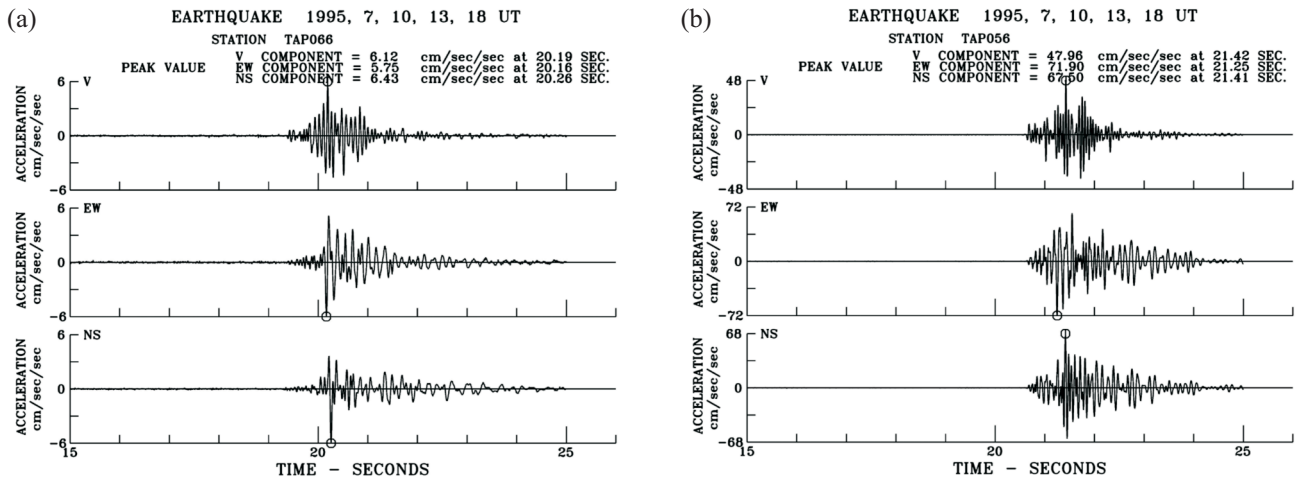 (a)
EARTHQUAKE 1995, 7, 10, 13, 18 UT
STATION TAP066
V COMPONENT = 6.12 cm/sec/sec at 20.19 SEC.
PEAK VALUE EW COMPONENT = 5.75 cm/sec/sec at 20.16 SEC.
NS COMPONENT = 6.43 cm/sec/sec at 20.26 SEC.
6
V
ACCELERATION
cm/sec/sec
0
-6
6
EW
ACCELERATION
cm/sec/sec
0
-6
6
NS
ACCELERATION
cm/sec/sec
0
-6
15 20 25
TIME - SECONDS
(b)
EARTHQUAKE 1995, 7, 10, 13, 18 UT
STATION TAP056
V COMPONENT = 47.96 cm/sec/sec at 21.42 SEC.
PEAK VALUE EW COMPONENT = 71.90 cm/sec/sec at 21.25 SEC.
NS COMPONENT = 67.50 cm/sec/sec at 21.41 SEC.
48
V
ACCELERATION
cm/sec/sec
0
-48
72
EW
ACCELERATION
cm/sec/sec
0
-72
68
NS
ACCELERATION
cm/sec/sec
0
-68
15 20 25
TIME - SECONDS